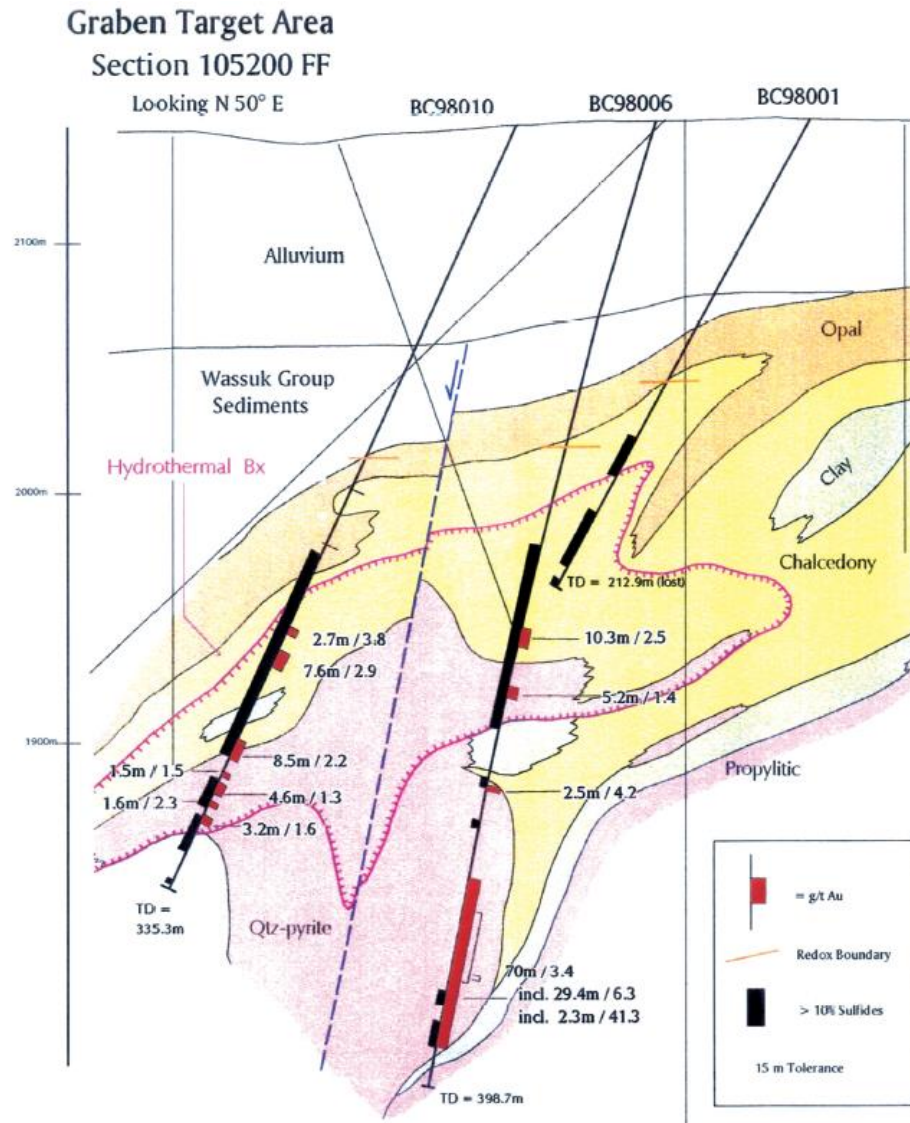 Graben Target Area
Section 105200 FF
Looking N 50° E
BC98010
BC98006
BC98001
2100m
Alluvium
Opal
Wassuk Group
Sediments
Hydrothermal Bx
Clay
2000m
Chalcedony
TD = 212.9m (lost)
2.7m / 3.8
10.3m / 2.5
7.6m / 2.9
5.2m / 1.4
1900m
8.5m / 2.2
Propylitic
1.5m / 1.5
4.6m / 1.3
2.5m / 4.2
1.6m / 2.3
3.2m / 1.6
= g/t Au
TD =
335.3m
Qtz-pyrite
Redox Boundary
70m / 3.4
incl. 29.4m / 6.3
incl. 2.3m / 41.3
> 10% Sulfides
15 m Tolerance
TD = 398.7m